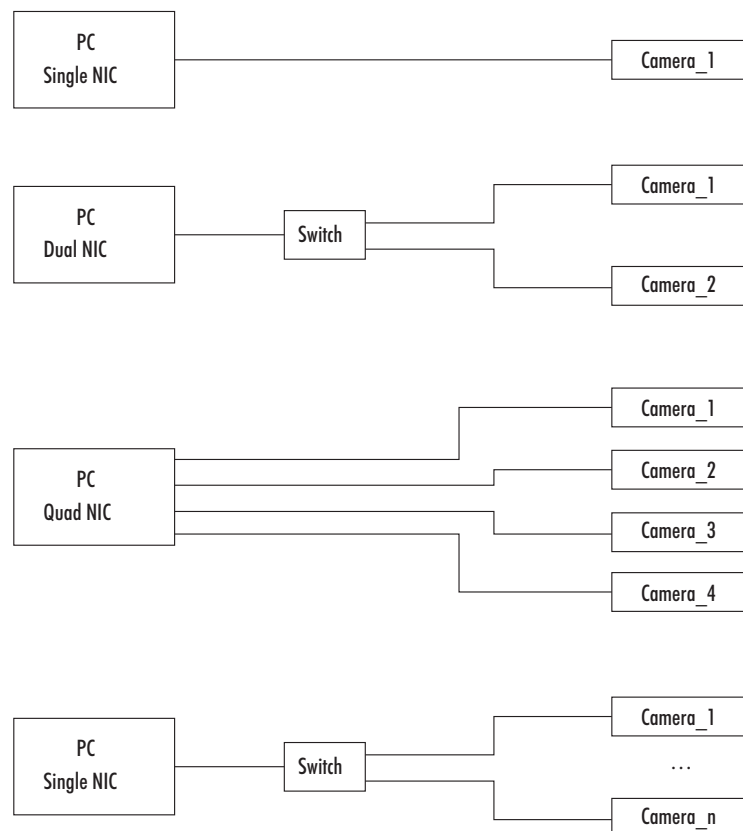 PC
Single NIC
Camera_1
PC
Dual NIC
Switch
Camera_1
Camera_2
PC
Quad NIC
Camera_1
Camera_2
Camera_3
Camera_4
PC
Single NIC
Switch
Camera_1
...
Camera_n